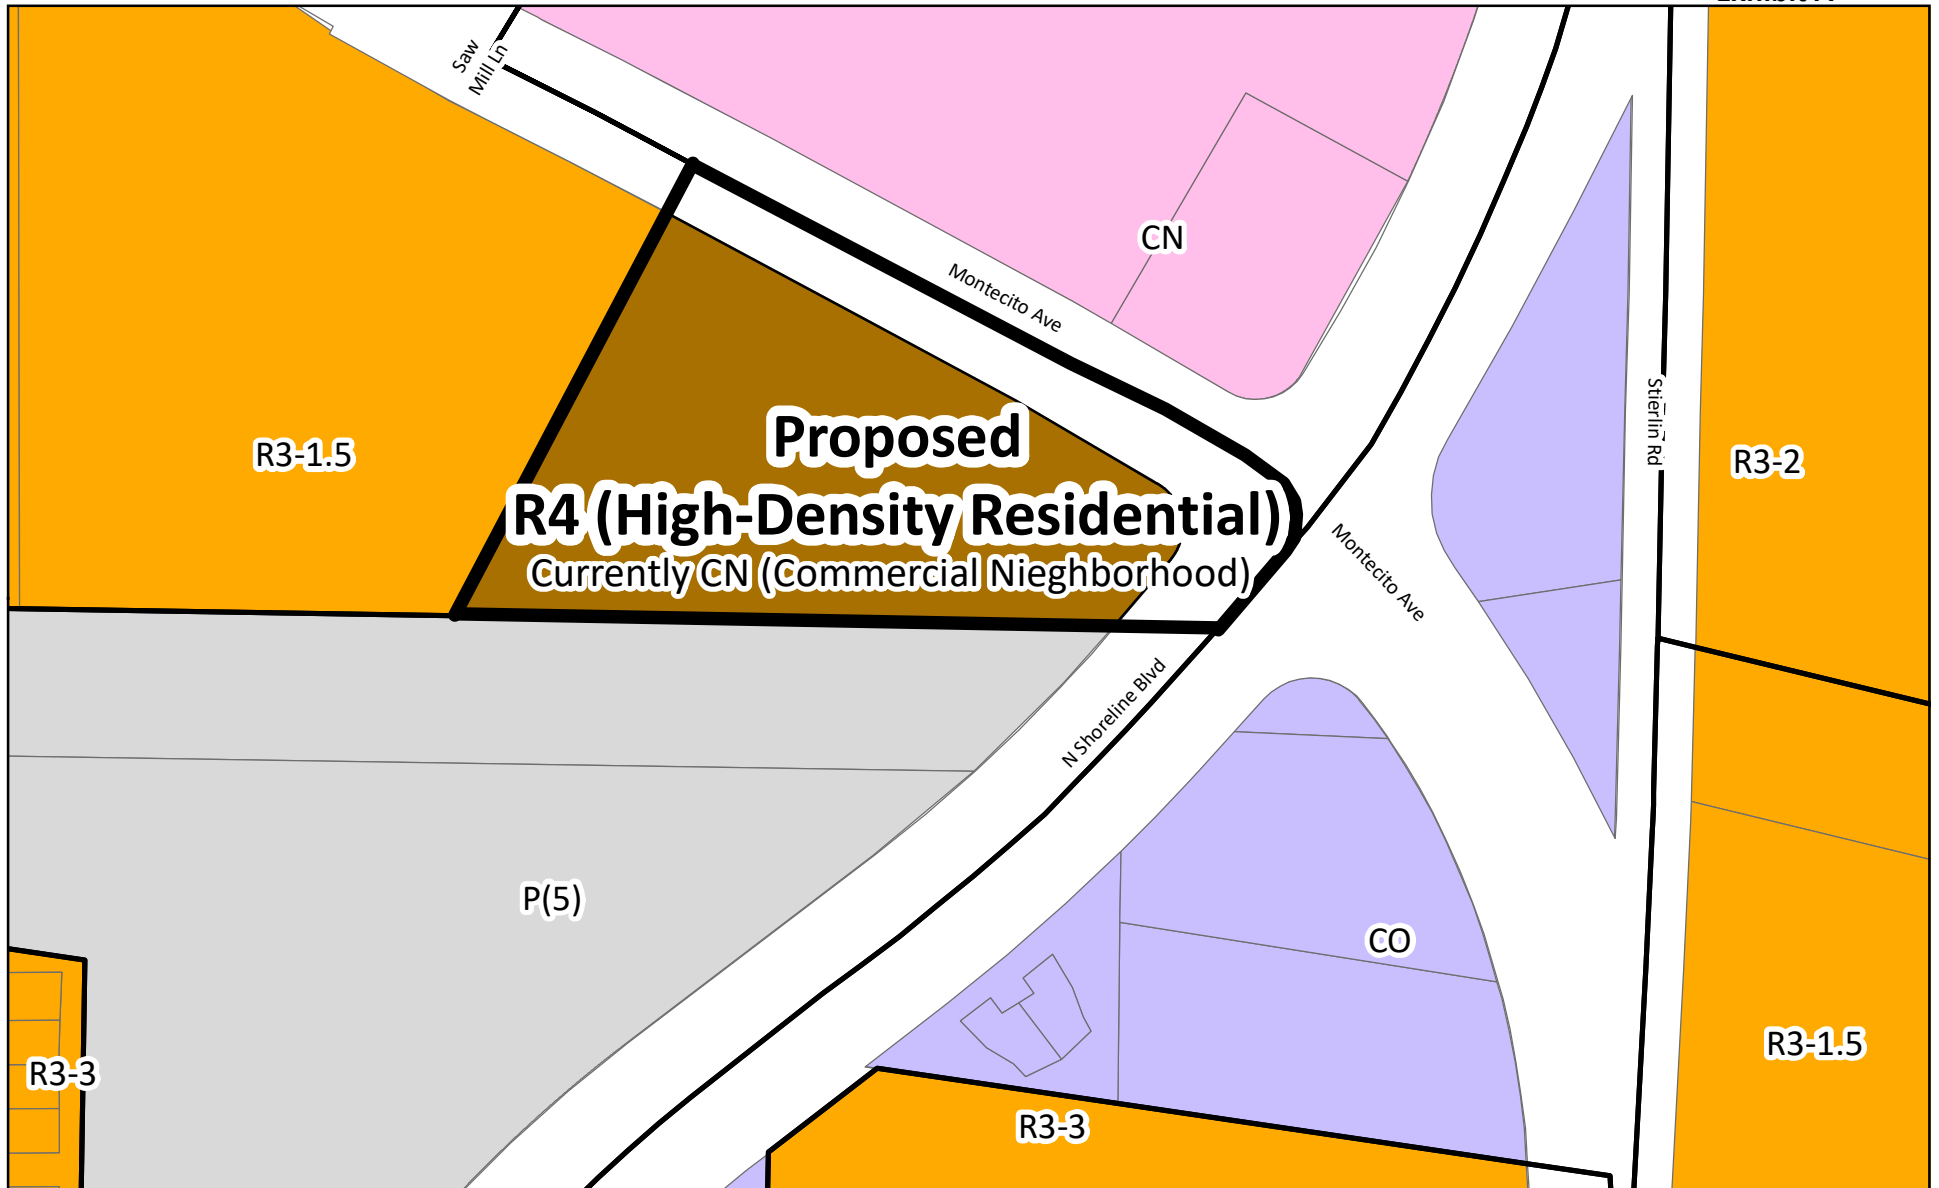 Saw
Mill Ln
CN
Montecito Ave
Stierlin Rd
R3-1.5
Proposed
R4 (High-Density Residential)
Currently CN (Commercial Nieghborhood)
R3-2
Montecito Ave
N Shoreline Blvd
P(5)
CO
R3-3
R3-1.5
R3-3